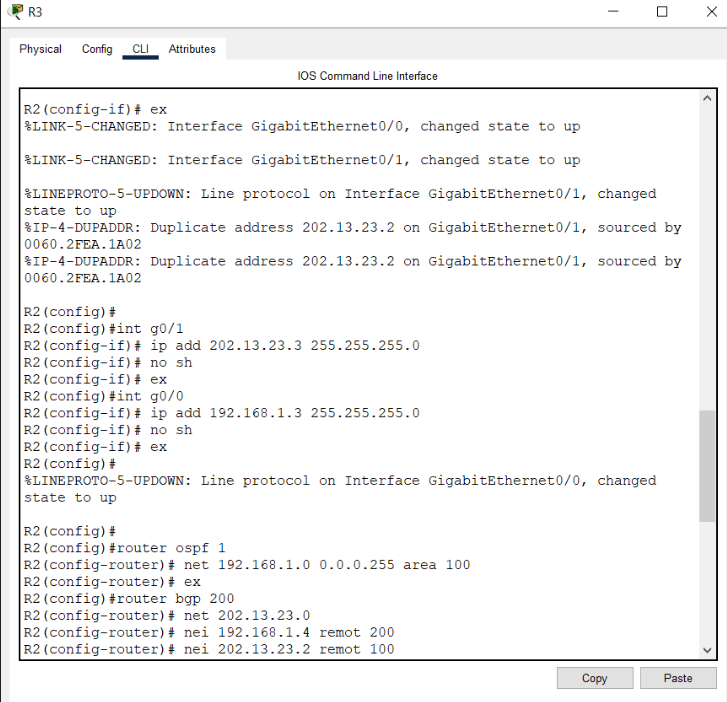 R3
Physical Config CLI Attributes
IOS Command Line Interface
R2(config-if)# ex
%LINK-5-CHANGED: Interface GigabitEthernet0/0, changed state to up
%LINK-5-CHANGED: Interface GigabitEthernet0/1, changed state to up
%LINEPROTO-5-UPDOWN: Line protocol on Interface GigabitEthernet0/1, changed
state to up
%IP-4-DUPADDR: Duplicate address 202.13.23.2 on GigabitEthernet0/1, sourced by
0060.2FEA.1A02
%IP-4-DUPADDR: Duplicate address 202.13.23.2 on GigabitEthernet0/1, sourced by
0060.2FEA.1A02
R2(config)#
R2(config)#int g0/1
R2(config-if)# ip add 202.13.23.3 255.255.255.0
R2(config-if)# no sh
R2(config-if)# ex
R2(config)#int g0/0
R2(config-if)# ip add 192.168.1.3 255.255.255.0
R2(config-if)# no sh
R2(config-if)# ex
R2(config)#
%LINEPROTO-5-UPDOWN: Line protocol on Interface GigabitEthernet0/0, changed
state to up
R2(config)#
R2(config)#router ospf 1
R2(config-router)# net 192.168.1.0 0.0.0.255 area 100
R2(config-router)# ex
R2(config)#router bgp 200
R2(config-router)# net 202.13.23.0
R2(config-router)# nei 192.168.1.4 remot 200
R2(config-router)# nei 202.13.23.2 remot 100
Copy Paste